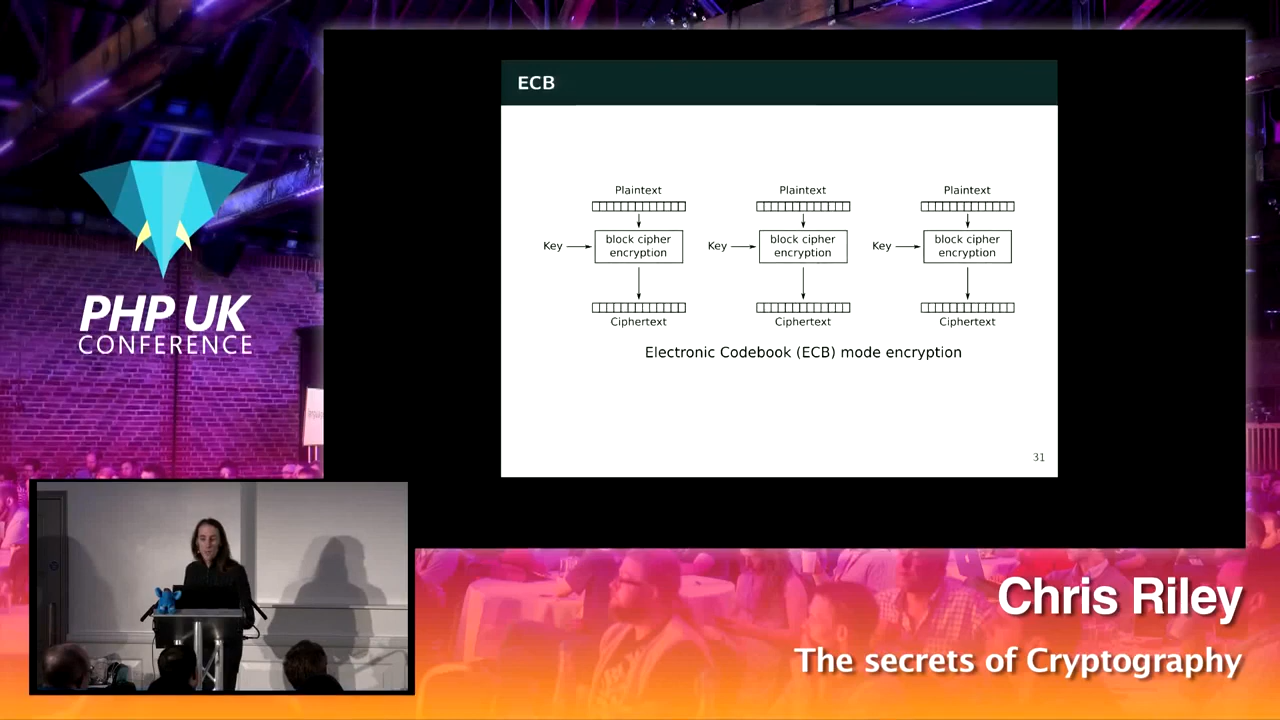 ECB
Plaintext Plaintext Plaintext
Key block cipher encryption Key block cipher encryption Key block cipher encryption
Ciphertext Ciphertext Ciphertext
Electronic Codebook (ECB) mode encryption
31
PHP UK
CONFERENCE
Chris Riley
The secrets of Cryptography